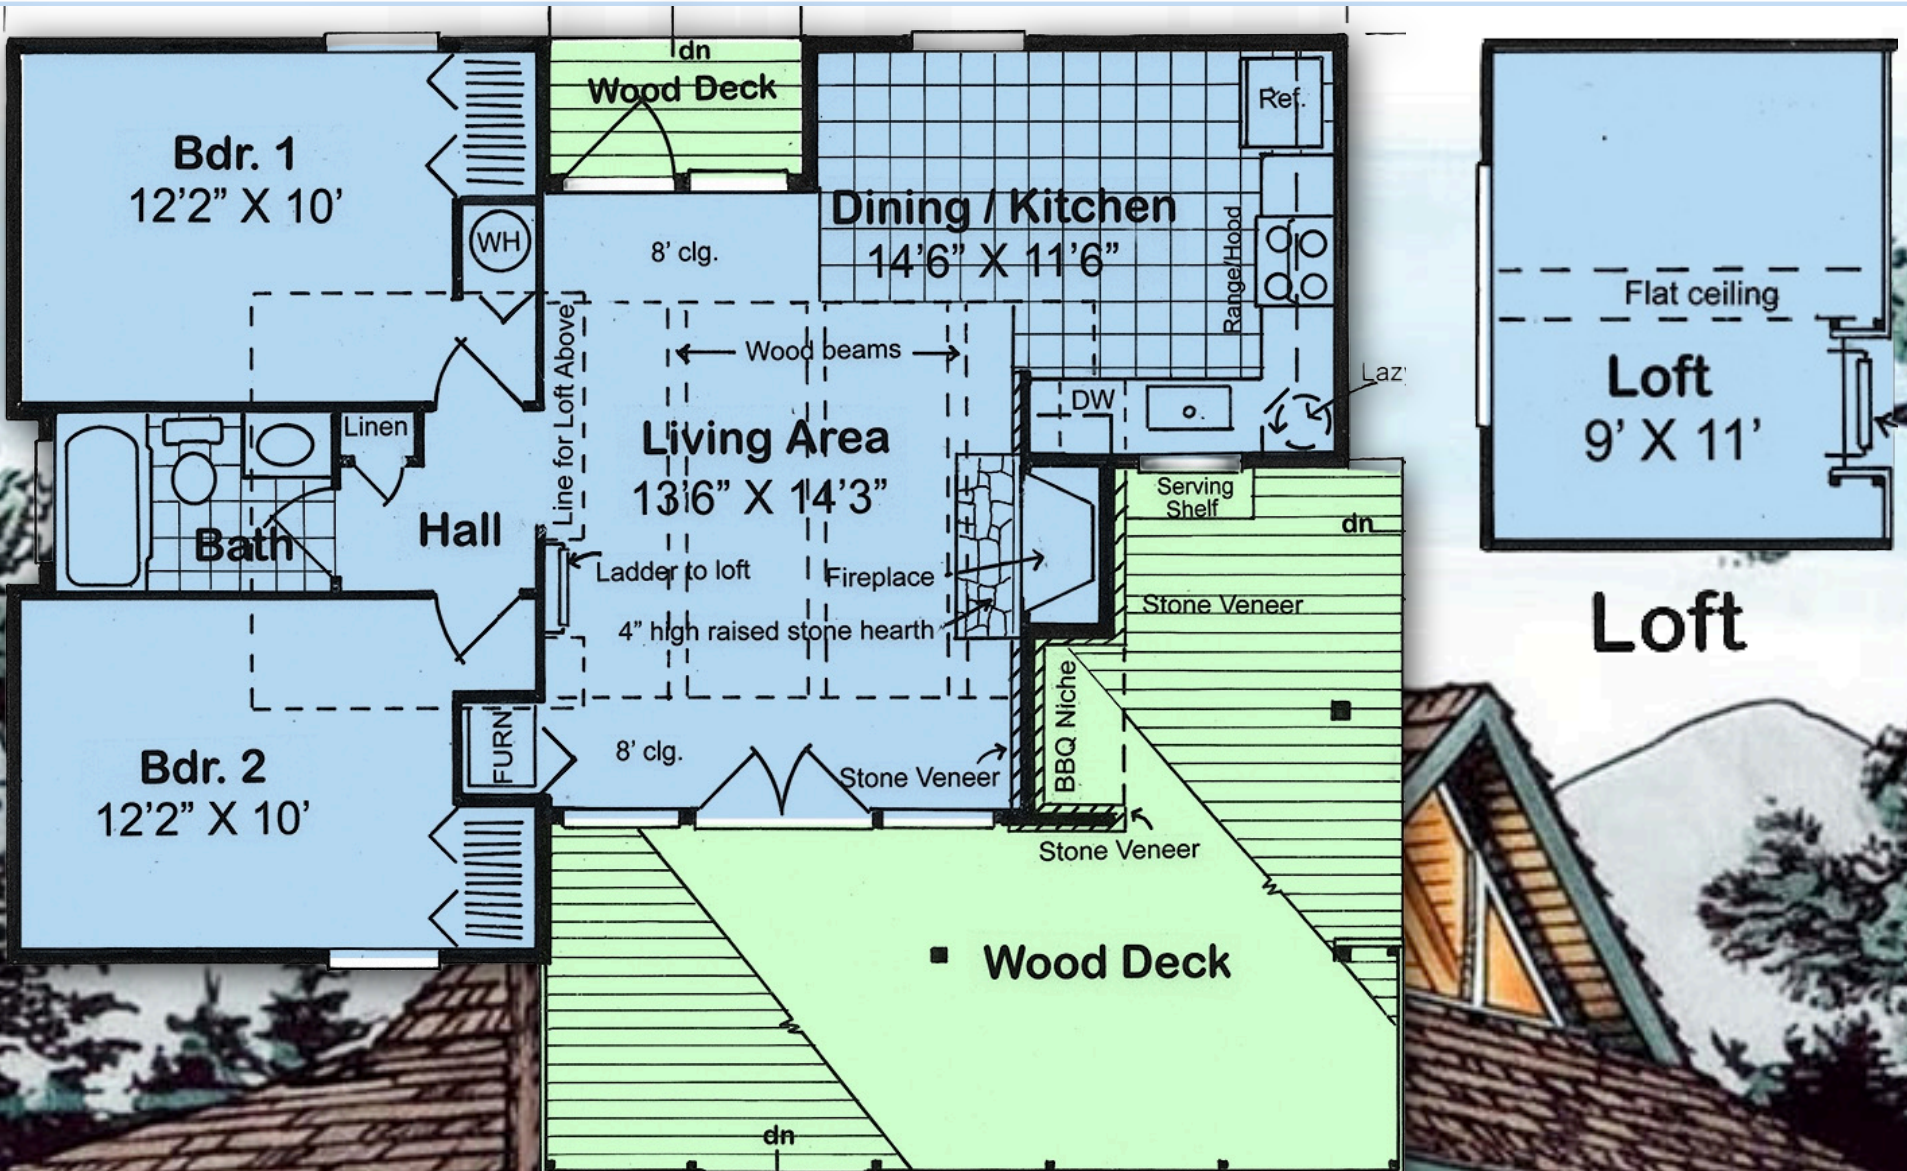 dn
Wood Deck
Bdr. 1
12'2” X 10'
WH
8' clg.
Dining / Kitchen
14'6” X 11'6”
Ref.
Range/Hood
Flat ceiling
Loft
9' X 11'
Loft
Line for Loft Above
Wood beams
DW
Linen
Living Area
13'6” X 14'3”
Bath
Hall
Serving
Shelf
dn
Ladder to loft
Fireplace
4” high raised stone hearth
Stone Veneer
BBQ Niche
FURN
8' clg.
Stone Veneer
Bdr. 2
12'2” X 10'
Stone Veneer
Wood Deck
dn